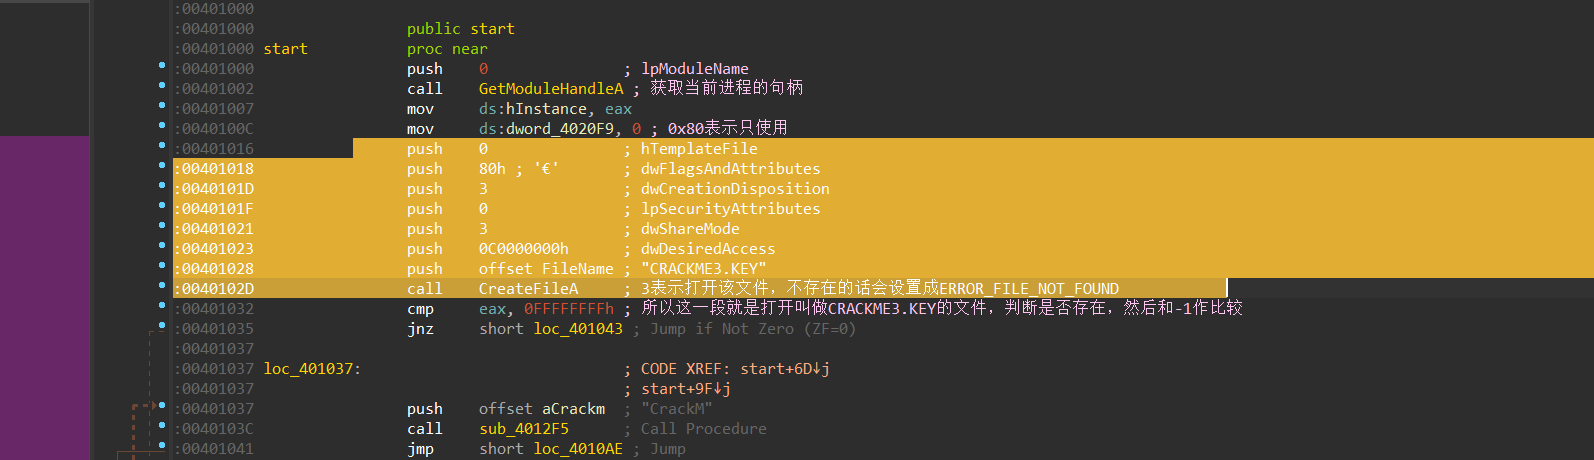 :00401000
:00401000 public start
:00401000 start proc near
:00401000 push 0 ; lpModuleName
:00401002 call GetModuleHandleA ; 获取当前进程的句柄
:00401007 mov ds:hInstance, eax
:0040100C mov ds:dword_4020F9, 0 ; 0x80表示只使用
:00401016 push 0 ; hTemplateFile
:00401018 push 80h ; '€' ; dwFlagsAndAttributes
:0040101D push 3 ; dwCreationDisposition
:0040101F push 0 ; lpSecurityAttributes
:00401021 push 3 ; dwShareMode
:00401023 push 0C0000000h ; dwDesiredAccess
:00401028 push offset FileName ; "CRACKME3.KEY"
:0040102D call CreateFileA ; 3表示打开该文件，不存在的话会设置成ERROR_FILE_NOT_FOUND
:00401032 cmp eax, 0FFFFFFFFh ; 所以这一段就是打开叫做CRACKME3.KEY的文件，判断是否存在，然后和-1作比较
:00401035 jnz short loc_401043 ; Jump if Not Zero (ZF=0)
:00401037
:00401037 loc_401037: ; CODE XREF: start+6D↓j
:00401037 ; start+9F↓j
:00401037 push offset aCrackm ; "CrackM"
:0040103C call sub_4012F5 ; Call Procedure
:00401041 jmp short loc_4010AE ; Jump